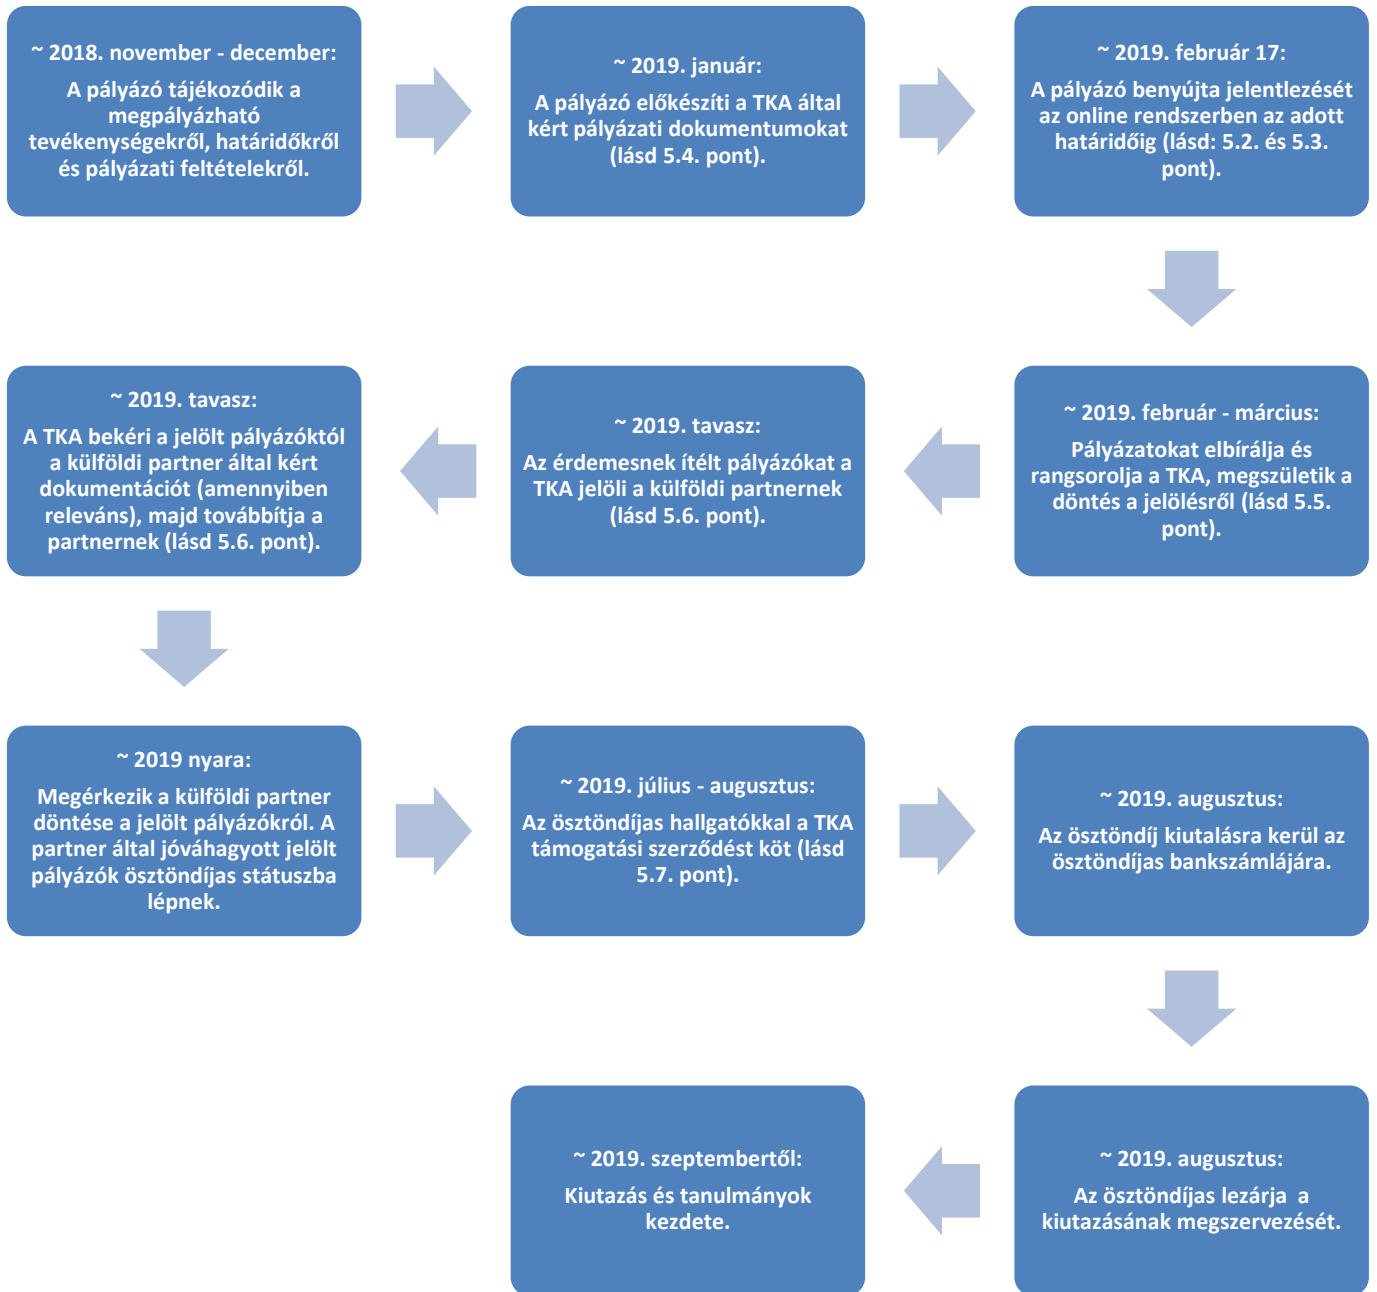 ~ 2018. november - december:
A pályázó tájékozódik a
megpályázható
tevékenységekről, határidőkről
és pályázati feltételekről.
~ 2019. január:
A pályázó előkészíti a TKA által
kért pályázati dokumentumokat
(lásd 5.4. pont).
~ 2019. február 17:
A pályázó benyújta jelentlezését
az online rendszerben az adott
határidőig (lásd: 5.2. és 5.3.
pont).
~ 2019. február - március:
Pályázatokat elbírálja és
rangsorolja a TKA, megszületik a
döntés a jelölésről (lásd 5.5.
pont).
~ 2019. tavasz:
Az érdemesnek ítélt pályázókat a
TKA jelöli a külföldi partnernek
(lásd 5.6. pont).
~ 2019. tavasz:
A TKA bekéri a jelölt pályázóktól
a külföldi partner által kért
dokumentációt (amennyiben
releváns), majd továbbítja a
partnernek (lásd 5.6. pont).
~ 2019 nyara:
Megérkezik a külföldi partner
döntése a jelölt pályázókról. A
partner által jóváhagyott jelölt
pályázók ösztöndíjas státuszba
lépnek.
~ 2019. július - augusztus:
Az ösztöndíjas hallgatókkal a TKA
támogatási szerződést köt (lásd
5.7. pont).
~ 2019. augusztus:
Az ösztöndíj kiutalásra kerül az
ösztöndíjas bankszámlájára.
~ 2019. augusztus:
Az ösztöndíjas lezárja a
kiutazásának megszervezését.
~ 2019. szeptembertől:
Kiutazás és tanulmányok
kezdete.